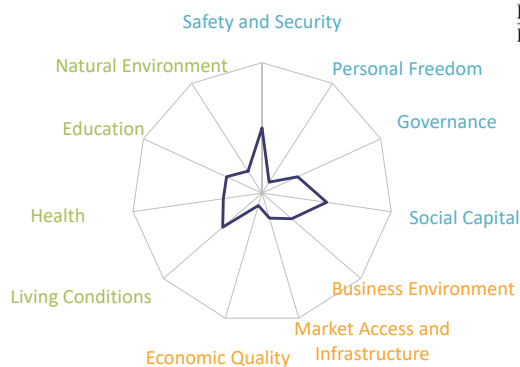 Safety and Security
Natural Environment
Personal Freedom
Education
Governance
Health
Social Capital
Living Conditions
Business Environment
Market Access and
Infrastructure
Economic Quality